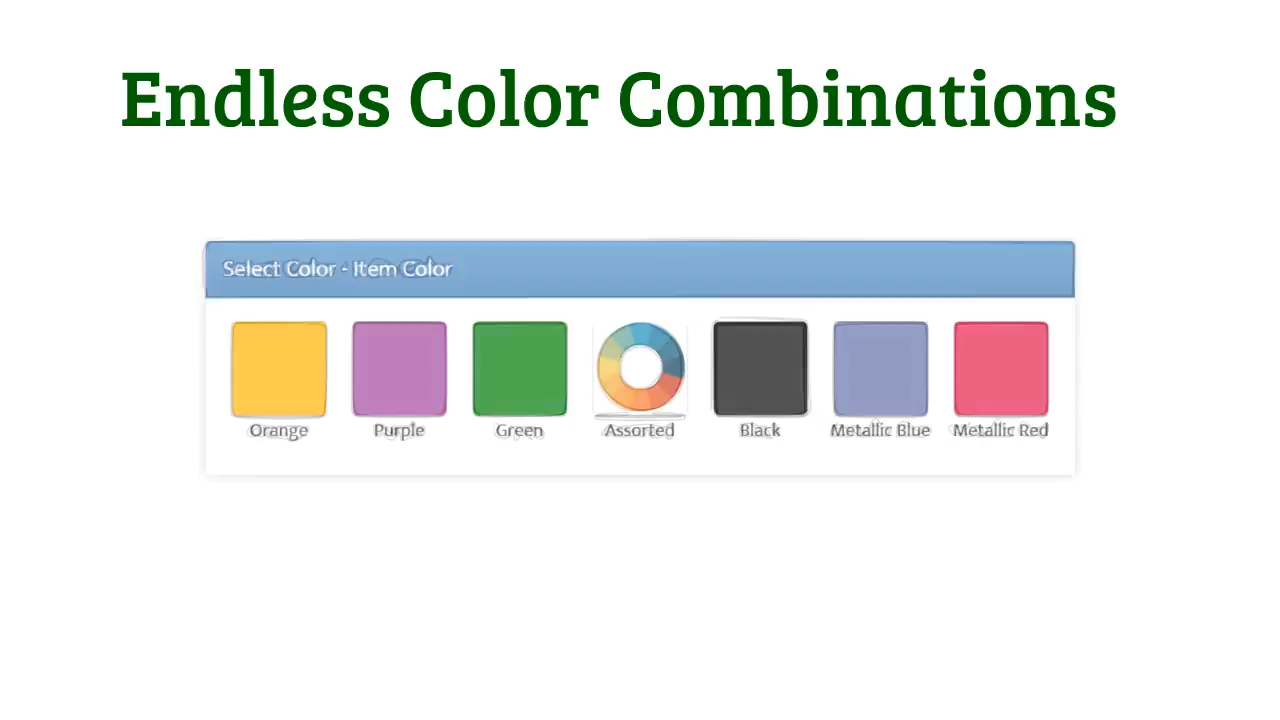 Endless Color Combinations
Select Color - Item Color
Orange
Purple
Green
Assorted
Black
Metallic Blue
Metallic Red